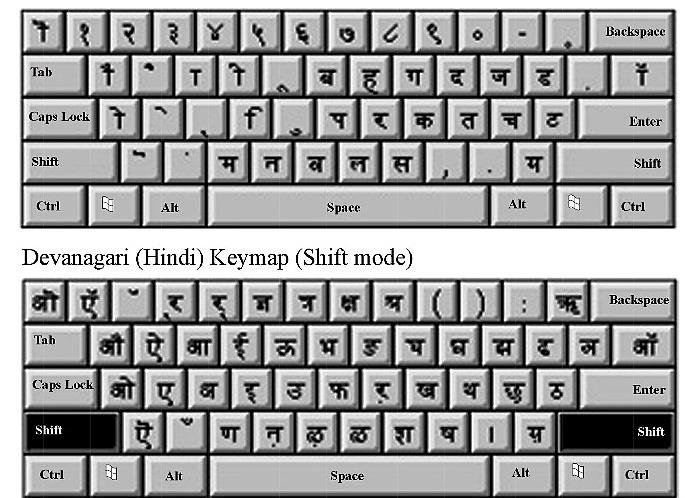 ॊ १ २ ३ ४ ५ ६ ७ ८ ९ ० - ृ Backspace
Tab ौ ै ा ी ू ब ह ग द ज ड ़ ॉ
Caps Lock ो े ् ि ु प र क त च ट Enter
Shift ॆ ं म न व ल स , . य Shift
Ctrl Alt Space Alt Ctrl
Devanagari (Hindi) Keymap (Shift mode)
ऒ ऍ ॅ ्र र् ज्ञ त्र क्ष श्र ( ) : ऋ Backspace
Tab औ ऐ आ ई ऊ भ ङ घ ध झ ढ ञ ऑ
Caps Lock ओ ए अ इ उ फ ऱ ख थ छ ठ Enter
Shift ऎ ँ ण ऩ ऴ ळ श ष । य़ Shift
Ctrl Alt Space Alt Ctrl